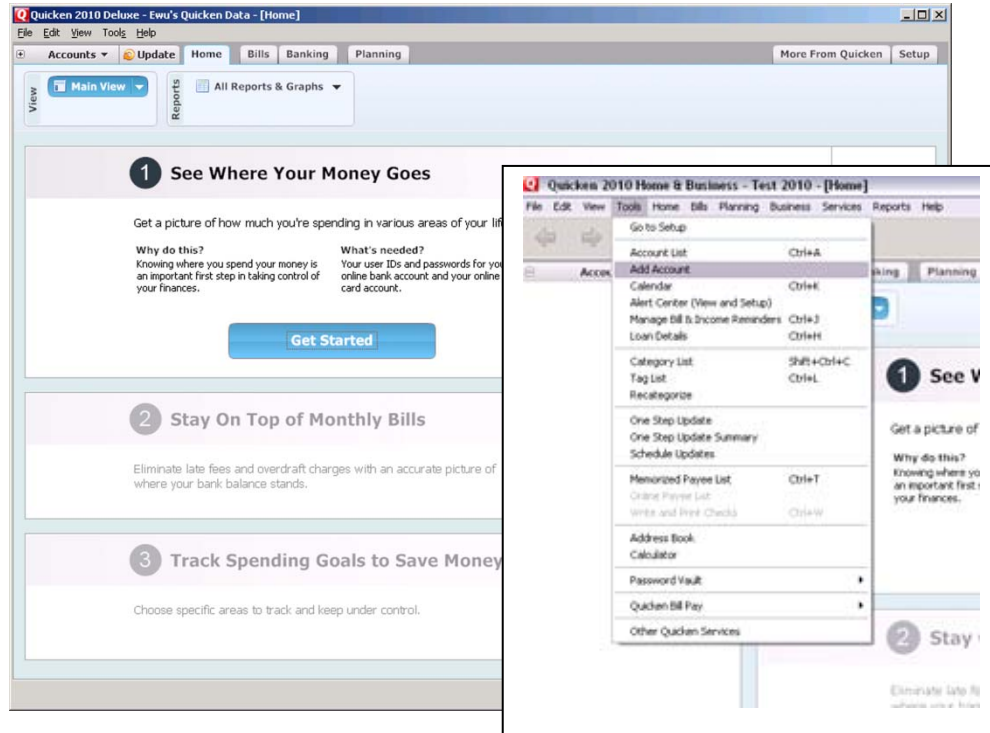 Quicken 2010 Deluxe - Ewu's Quicken Data - [Home]
File Edit View Tools Help
Accounts Update Home Bills Banking Planning More From Quicken Setup
View Main View Reports All Reports & Graphs
1 See Where Your Money Goes
Get a picture of how much you're spending in various areas of your lif
Why do this?
Knowing where you spend your money is
an important first step in taking control of
your finances.
What's needed?
Your user IDs and passwords for you
online bank account and your online
card account.
Get Started
2 Stay On Top of Monthly Bills
Eliminate late fees and overdraft charges with an accurate picture of
where your bank balance stands.
3 Track Spending Goals to Save Money
Choose specific areas to track and keep under control.
Quicken 2010 Home & Business - Test 2010 - [Home]
File Edit View Tools Home Bills Planning Business Services Reports Help
Go to Setup
Account List Ctrl+A
Add Account
Calendar Ctrl+K
Alert Center (View and Setup)
Manage Bill & Income Reminders Ctrl+J
Loan Details Ctrl+H
Category List Shift+Ctrl+C
Tag List Ctrl+L
Recategorize
One Step Update
One Step Update Summary
Schedule Updates
Memorized Payee List Ctrl+T
Online Payee List
Write and Print Checks Ctrl+W
Address Book
Calculator
Password Vault
Quicken Bill Pay
Other Quicken Services
Accou
king Planning
1 See W
Get a picture of
Why do this?
Knowing where yo
an important first s
your finances.
2 Stay
Eliminate late fe